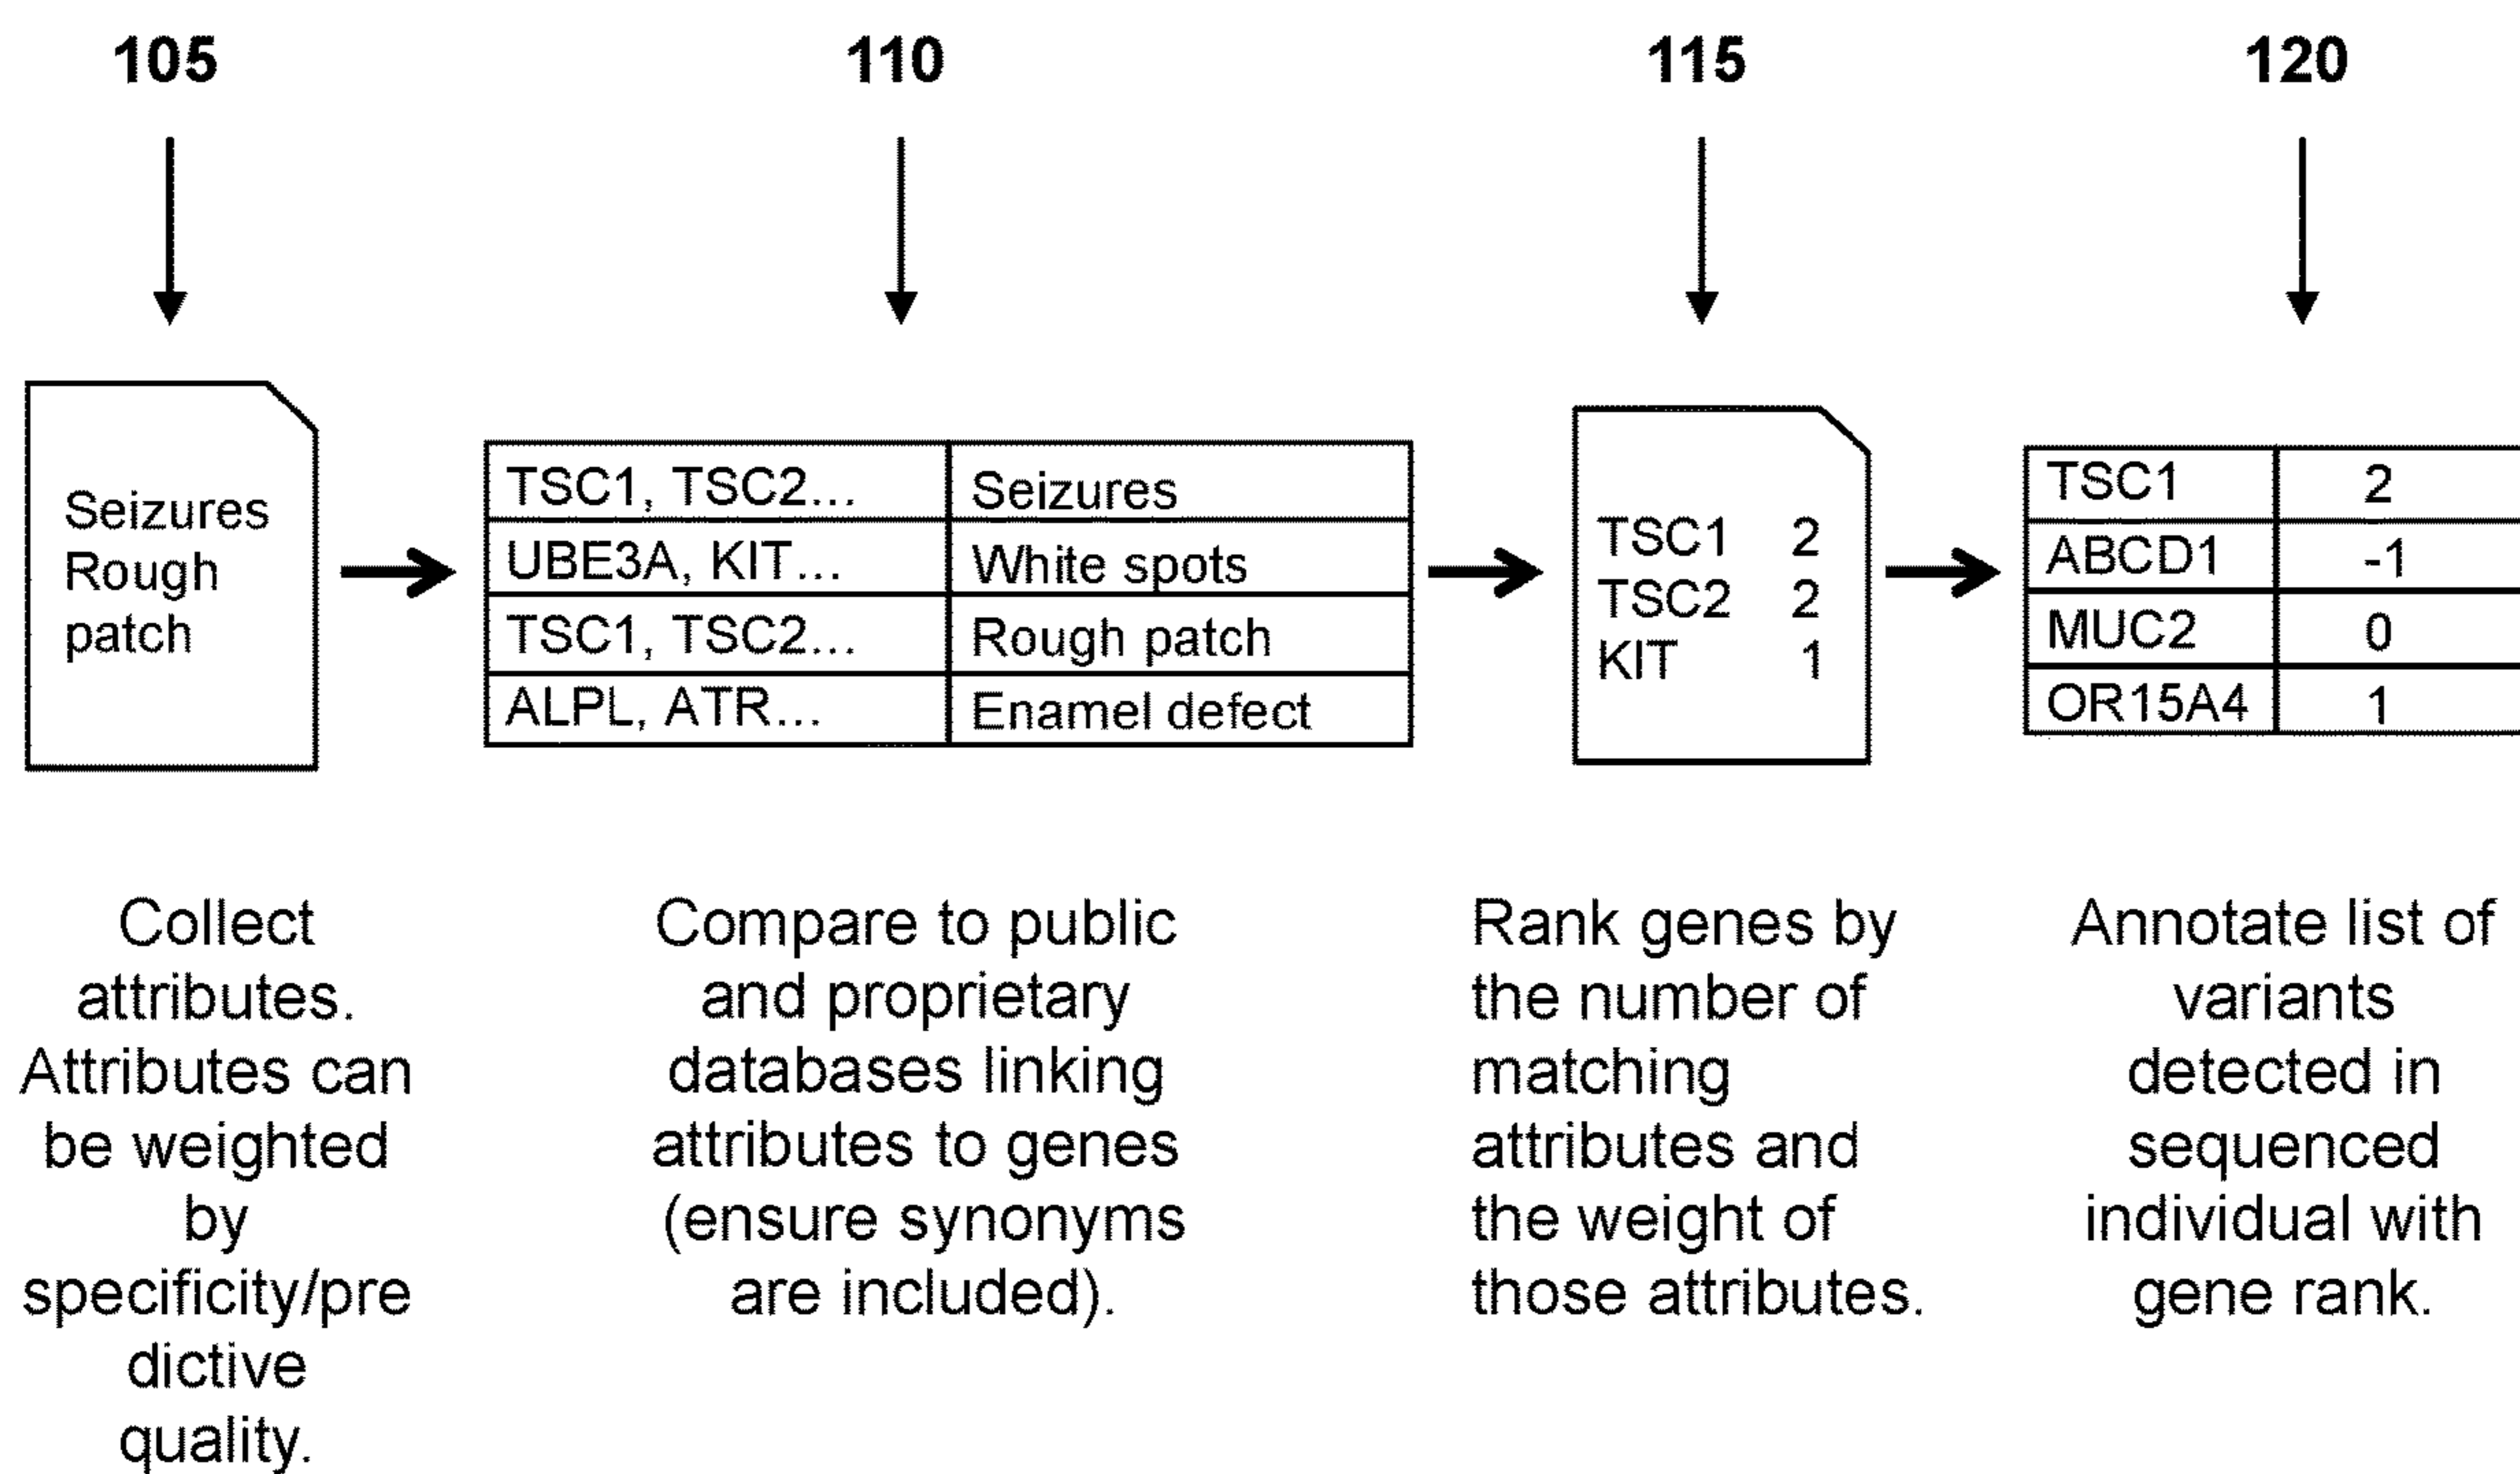 105
110
115
120
Seizures
Rough
patch
TSC1, TSC2... Seizures
UBE3A, KIT... White spots
TSC1, TSC2... Rough patch
ALPL, ATR... Enamel defect
TSC1 2
TSC2 2
KIT 1
TSC1 2
ABCD1 -1
MUC2 0
OR15A4 1
Collect
attributes.
Attributes can
be weighted
by
specificity/pre
dictive
quality.
Compare to public
and proprietary
databases linking
attributes to genes
(ensure synonyms
are included).
Rank genes by
the number of
matching
attributes and
the weight of
those attributes.
Annotate list of
variants
detected in
sequenced
individual with
gene rank.